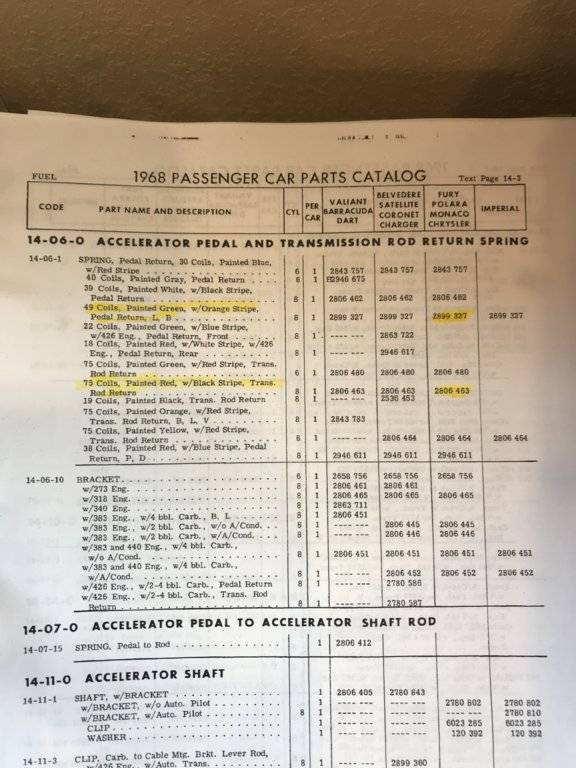 FUEL 1968 PASSENGER CAR PARTS CATALOG Text Page 14-3
CODE PART NAME AND DESCRIPTION CYL PER CAR VALIANT BARRACUDA DART BELVEDERE SATELLITE CORONET CHARGER FURY POLARA MONACO CHRYSLER IMPERIAL
14-06-0 ACCELERATOR PEDAL AND TRANSMISSION ROD RETURN SPRING
14-06-1 SPRING, Pedal Return, 30 Coils, Painted Blue,
w/Red Stripe . . . . . . . . . . 6 1 2843 757 2843 757 2843 757
40 Coils, Painted Gray, Pedal Return . . . . 6 1 B2946 675
39 Coils, Painted White, w/Black Stripe,
Pedal Return . . . . . . . . . . 8 1 2806 462 2806 462 2806 462
49 Coils, Painted Green, w/Orange Stripe,
Pedal Return, L, B . . . . . . . . . . 8 1 2899 327 2899 327 2899 327 2899 327
22 Coils, Painted Green, w/Blue Stripe,
w/426 Eng., Pedal Return, Front . . . . 8 1 ---- --- 2863 722
18 Coils, Painted Red, w/White Stripe, w/426
Eng., Pedal Return, Rear . . . . . . 8 1 ---- --- 2946 617
75 Coils, Painted Green, w/Red Stripe, Trans.
Rod Return . . . . . . . . . . 6 1 2806 480 2806 480 2806 480
75 Coils, Painted Red, w/Black Stripe, Trans.
Rod Return . . . . . . . . . . 8 1 2806 463 2806 463 2806 463
19 Coils, Painted Black, Trans. Rod Return 8 1 ---- --- 2536 453
75 Coils, Painted Orange, w/Red Stripe,
Trans. Rod Return, B, L, V . . . . . . 8 1 2843 783
75 Coils, Painted Yellow, w/Red Stripe,
Trans. Rod Return . . . . . . . . 8 1 ---- --- 2806 464 2806 464 2806 464
38 Coils, Painted Red, w/Blue Stripe, Pedal
Return, P, D . . . . . . . . . . 8 1 2946 611 2946 611 2946 611
14-06-10 BRACKET . . . . . . . . . . 6 1 2658 756 2658 756 2658 756
w/273 Eng. . . . . . . . . . . 8 1 2806 461 2806 461
w/318 Eng. . . . . . . . . . . 8 1 2806 465 2806 465 2806 465
w/340 Eng. . . . . . . . . . . 8 1 2863 711
w/383 Eng., w/4 bbl. Carb., B, L . . . . 8 1 2806 451
w/383 Eng., w/2 bbl. Carb., w/o A/Cond. . . 8 1 ---- --- 2806 445 2806 445
w/383 Eng., w/2 bbl. Carb., w/A/Cond. . . . 8 1 ---- --- 2806 446 2806 446
w/383 and 440 Eng., w/4 bbl. Carb.,
w/o A/Cond. . . . . . . . . . . 8 1 2806 451 2806 451 2806 451 2806 451
w/383 and 440 Eng., w/4 bbl. Carb.,
w/A/Cond. . . . . . . . . . . 8 1 ---- --- 2806 452 2806 452 2806 452
w/426 Eng., w/2-4 bbl. Carb., Pedal Return 8 1 ---- --- 2780 586
w/426 Eng., w/2-4 bbl. Carb., Trans. Rod
Return . . . . . . . . . . 8 1 ---- --- 2780 587
14-07-0 ACCELERATOR PEDAL TO ACCELERATOR SHAFT ROD
14-07-15 SPRING, Pedal to Rod . . . . . . . . 1 2806 412
14-11-0 ACCELERATOR SHAFT
14-11-1 SHAFT, w/BRACKET . . . . . . . . 1 2806 405 2780 843
w/BRACKET, w/o Auto. Pilot . . . . . . 1 ---- --- ---- --- 2780 802 2780 802
w/BRACKET, w/Auto. Pilot . . . . . . 8 1 ---- --- ---- --- ---- --- 2780 810
CLIP . . . . . . . . . . 1 ---- --- ---- --- 6023 285 6023 285
WASHER . . . . . . . . . . 1 ---- --- ---- --- 120 392 120 392
14-11-3 CLIP, Carb. to Cable Mtg. Brkt. Lever Rod,
w/426 Eng., w/Auto. Trans. . . . . . 8 1 ---- --- 2899 360